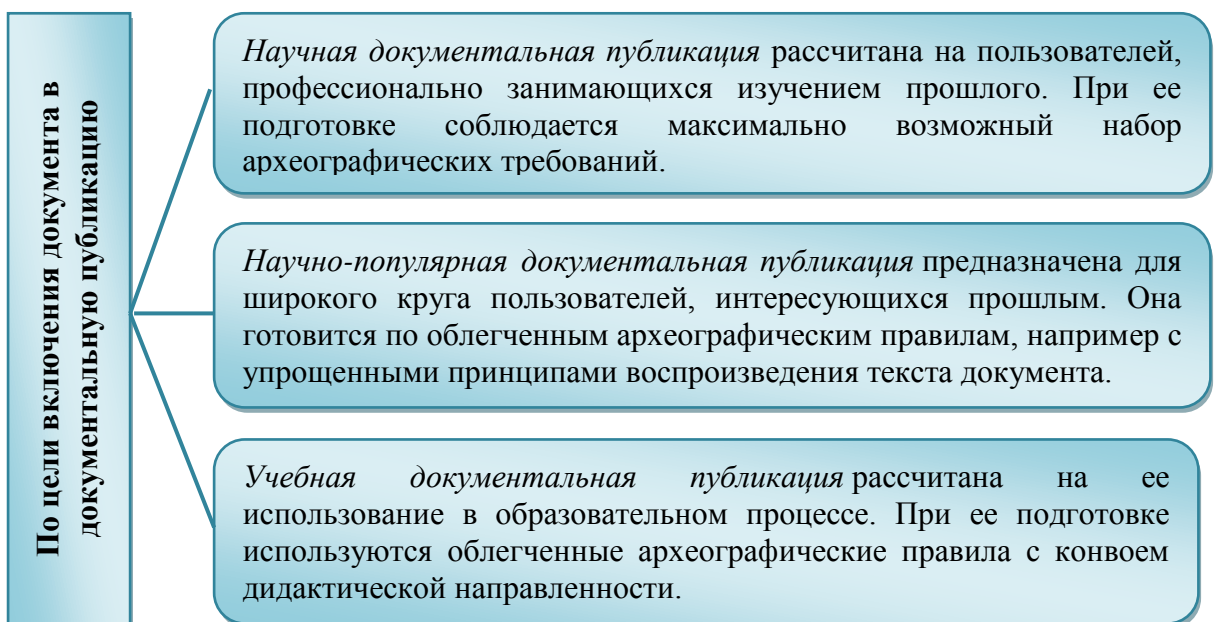 По цели включения документа в
документальную публикацию
Научная документальная публикация рассчитана на пользователей,
профессионально занимающихся изучением прошлого. При ее
подготовке соблюдается максимально возможный набор
археографических требований.
Научно-популярная документальная публикация предназначена для
широкого круга пользователей, интересующихся прошлым. Она
готовится по облегченным археографическим правилам, например с
упрощенными принципами воспроизведения текста документа.
Учебная документальная публикация рассчитана на ее
использование в образовательном процессе. При ее подготовке
используются облегченные археографические правила с конвоем
дидактической направленности.